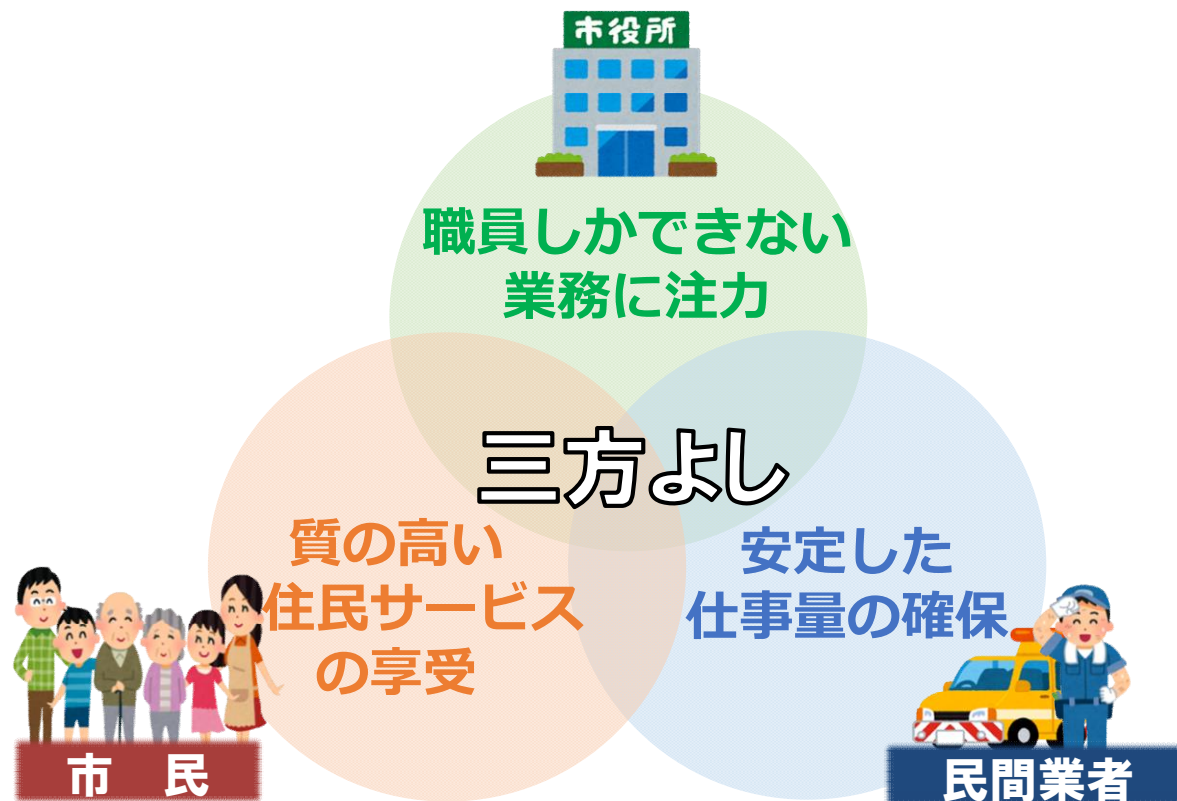 市役所
職員しかできない
業務に注力
三方よし
質の高い
住民サービス
の享受
安定した
仕事量の確保
市 民
民間業者